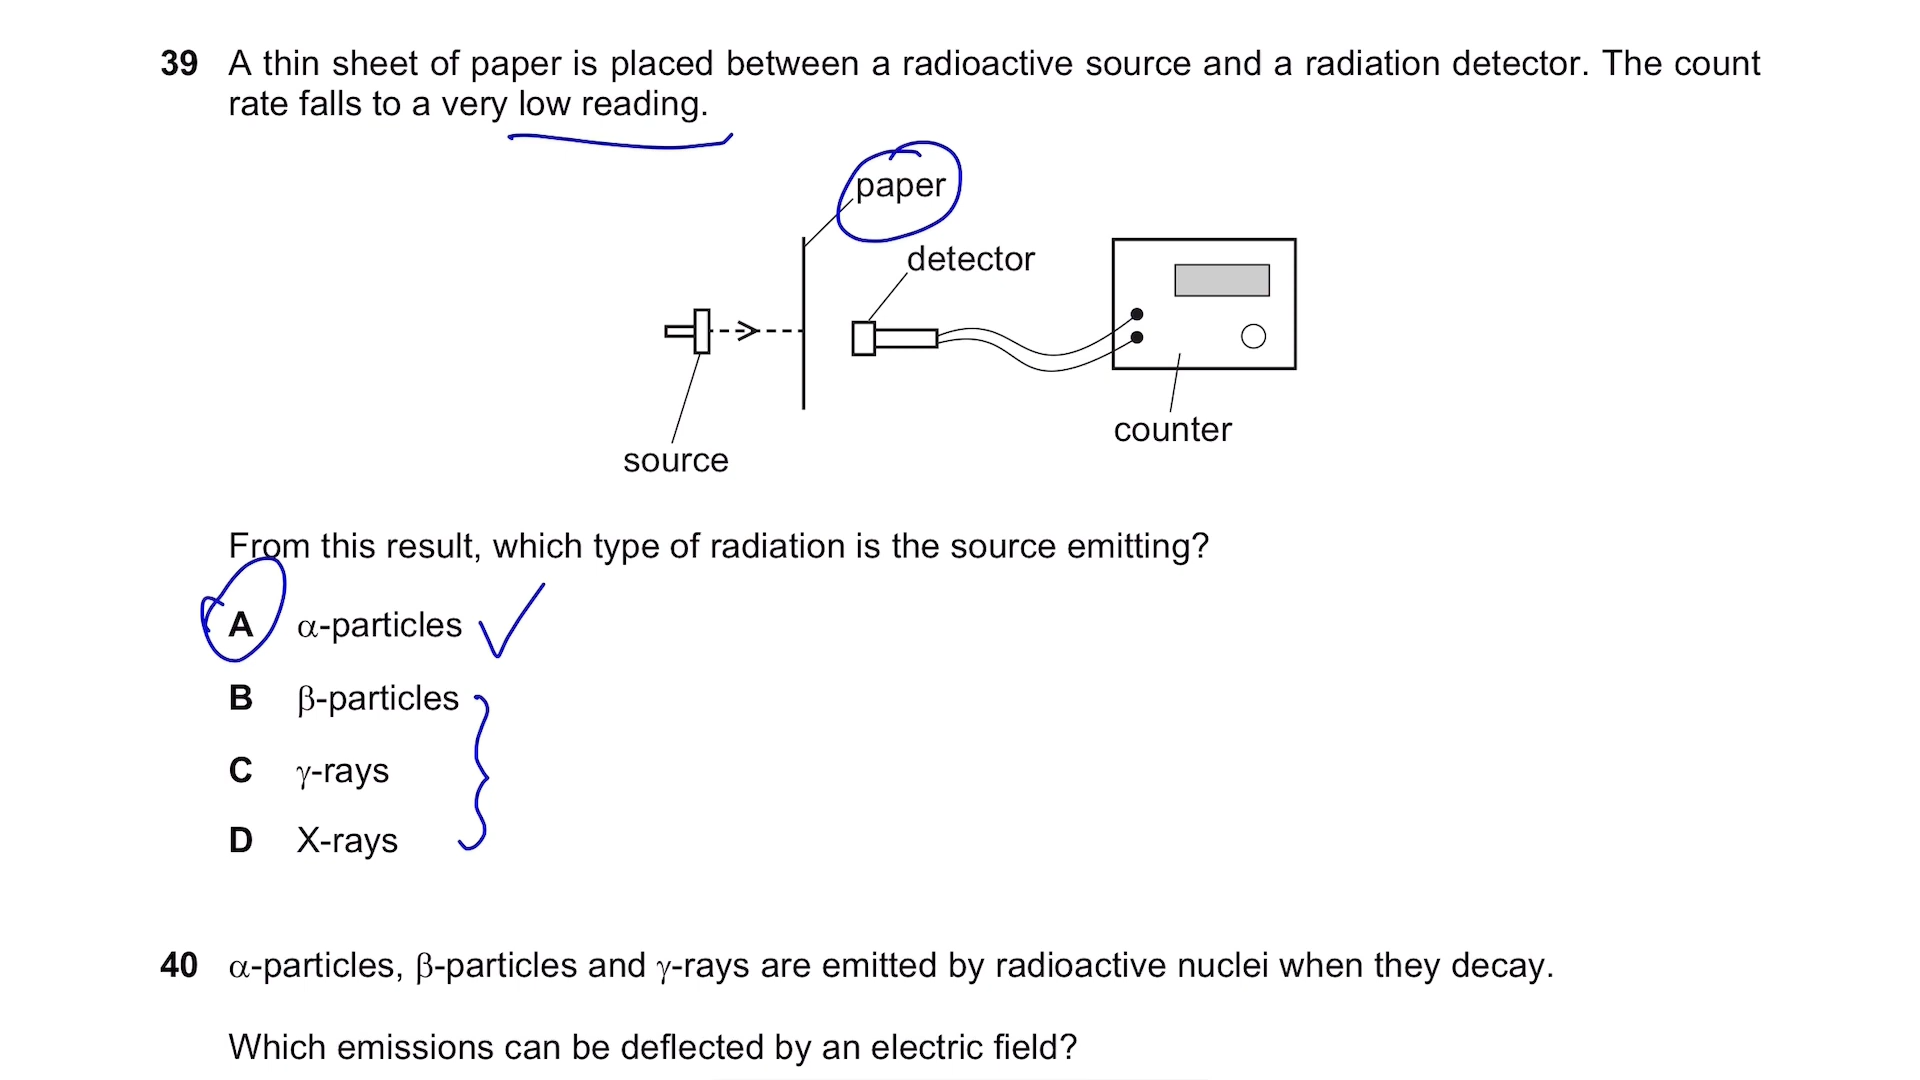 39 A thin sheet of paper is placed between a radioactive source and a radiation detector. The count
rate falls to a very low reading.
paper
detector
source
counter
From this result, which type of radiation is the source emitting?
A α-particles
B β-particles
C γ-rays
D X-rays
40 α-particles, β-particles and γ-rays are emitted by radioactive nuclei when they decay.
Which emissions can be deflected by an electric field?